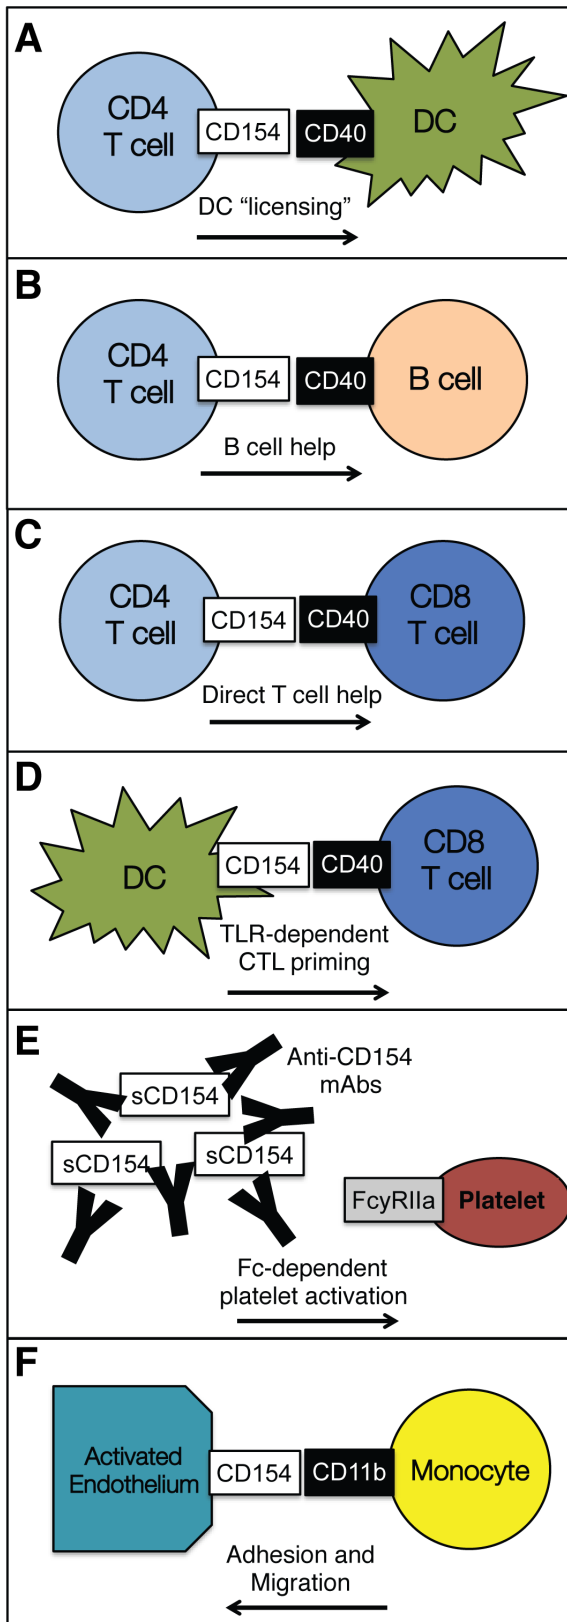 A
CD4
T cell
CD154
CD40
DC
DC “licensing”
B
CD4
T cell
CD154
CD40
B cell
B cell help
C
CD4
T cell
CD154
CD40
CD8
T cell
Direct T cell help
D
DC
CD154
CD40
CD8
T cell
TLR-dependent
CTL priming
E
Anti-CD154
mAbs
sCD154
sCD154
sCD154
FcyRIIa
Platelet
Fc-dependent
platelet activation
F
Activated
Endothelium
CD154
CD11b
Monocyte
Adhesion and
Migration